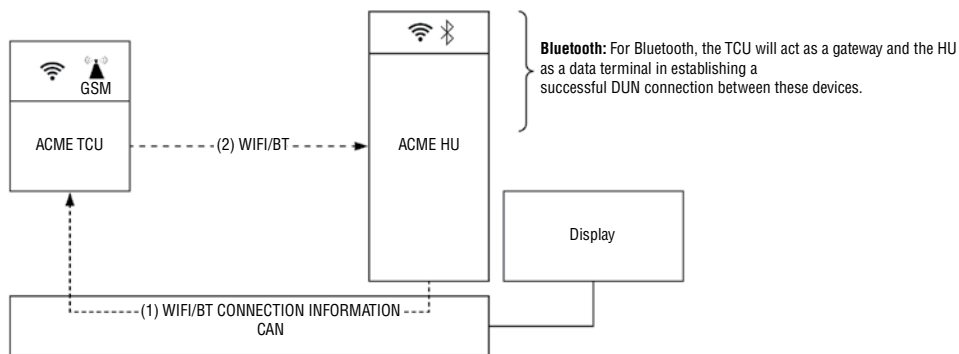 Bluetooth: For Bluetooth, the TCU will act as a gateway and the HU
as a data terminal in establishing a
successful DUN connection between these devices.
GSM
ACME TCU
(2) WIFI/BT
ACME HU
Display
(1) WIFI/BT CONNECTION INFORMATION
CAN